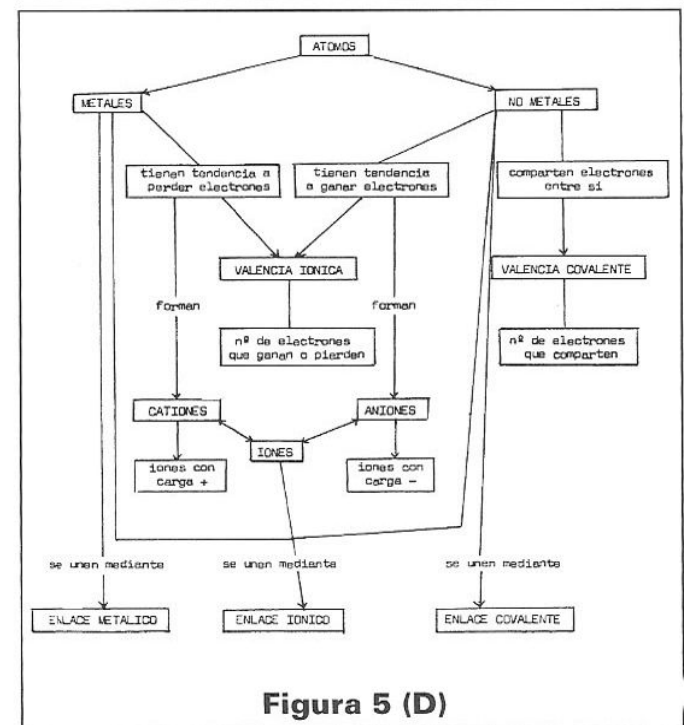 ATOMOS
METALES
NO METALES
tienen tendencia a
perder electrones
tienen tendencia
a ganar electrones
comparten electrones
entre si
VALENCIA IONICA
VALENCIA COVALENTE
forman
forman
nº de electrones
que ganan o pierden
nº de electrones
que comparten
CATIONES
ANIONES
IONES
iones con
carga +
iones con
carga -
se unen mediante
se unen mediante
se unen mediante
ENLACE METALICO
ENLACE IONICO
ENLACE COVALENTE
Figura 5 (D)